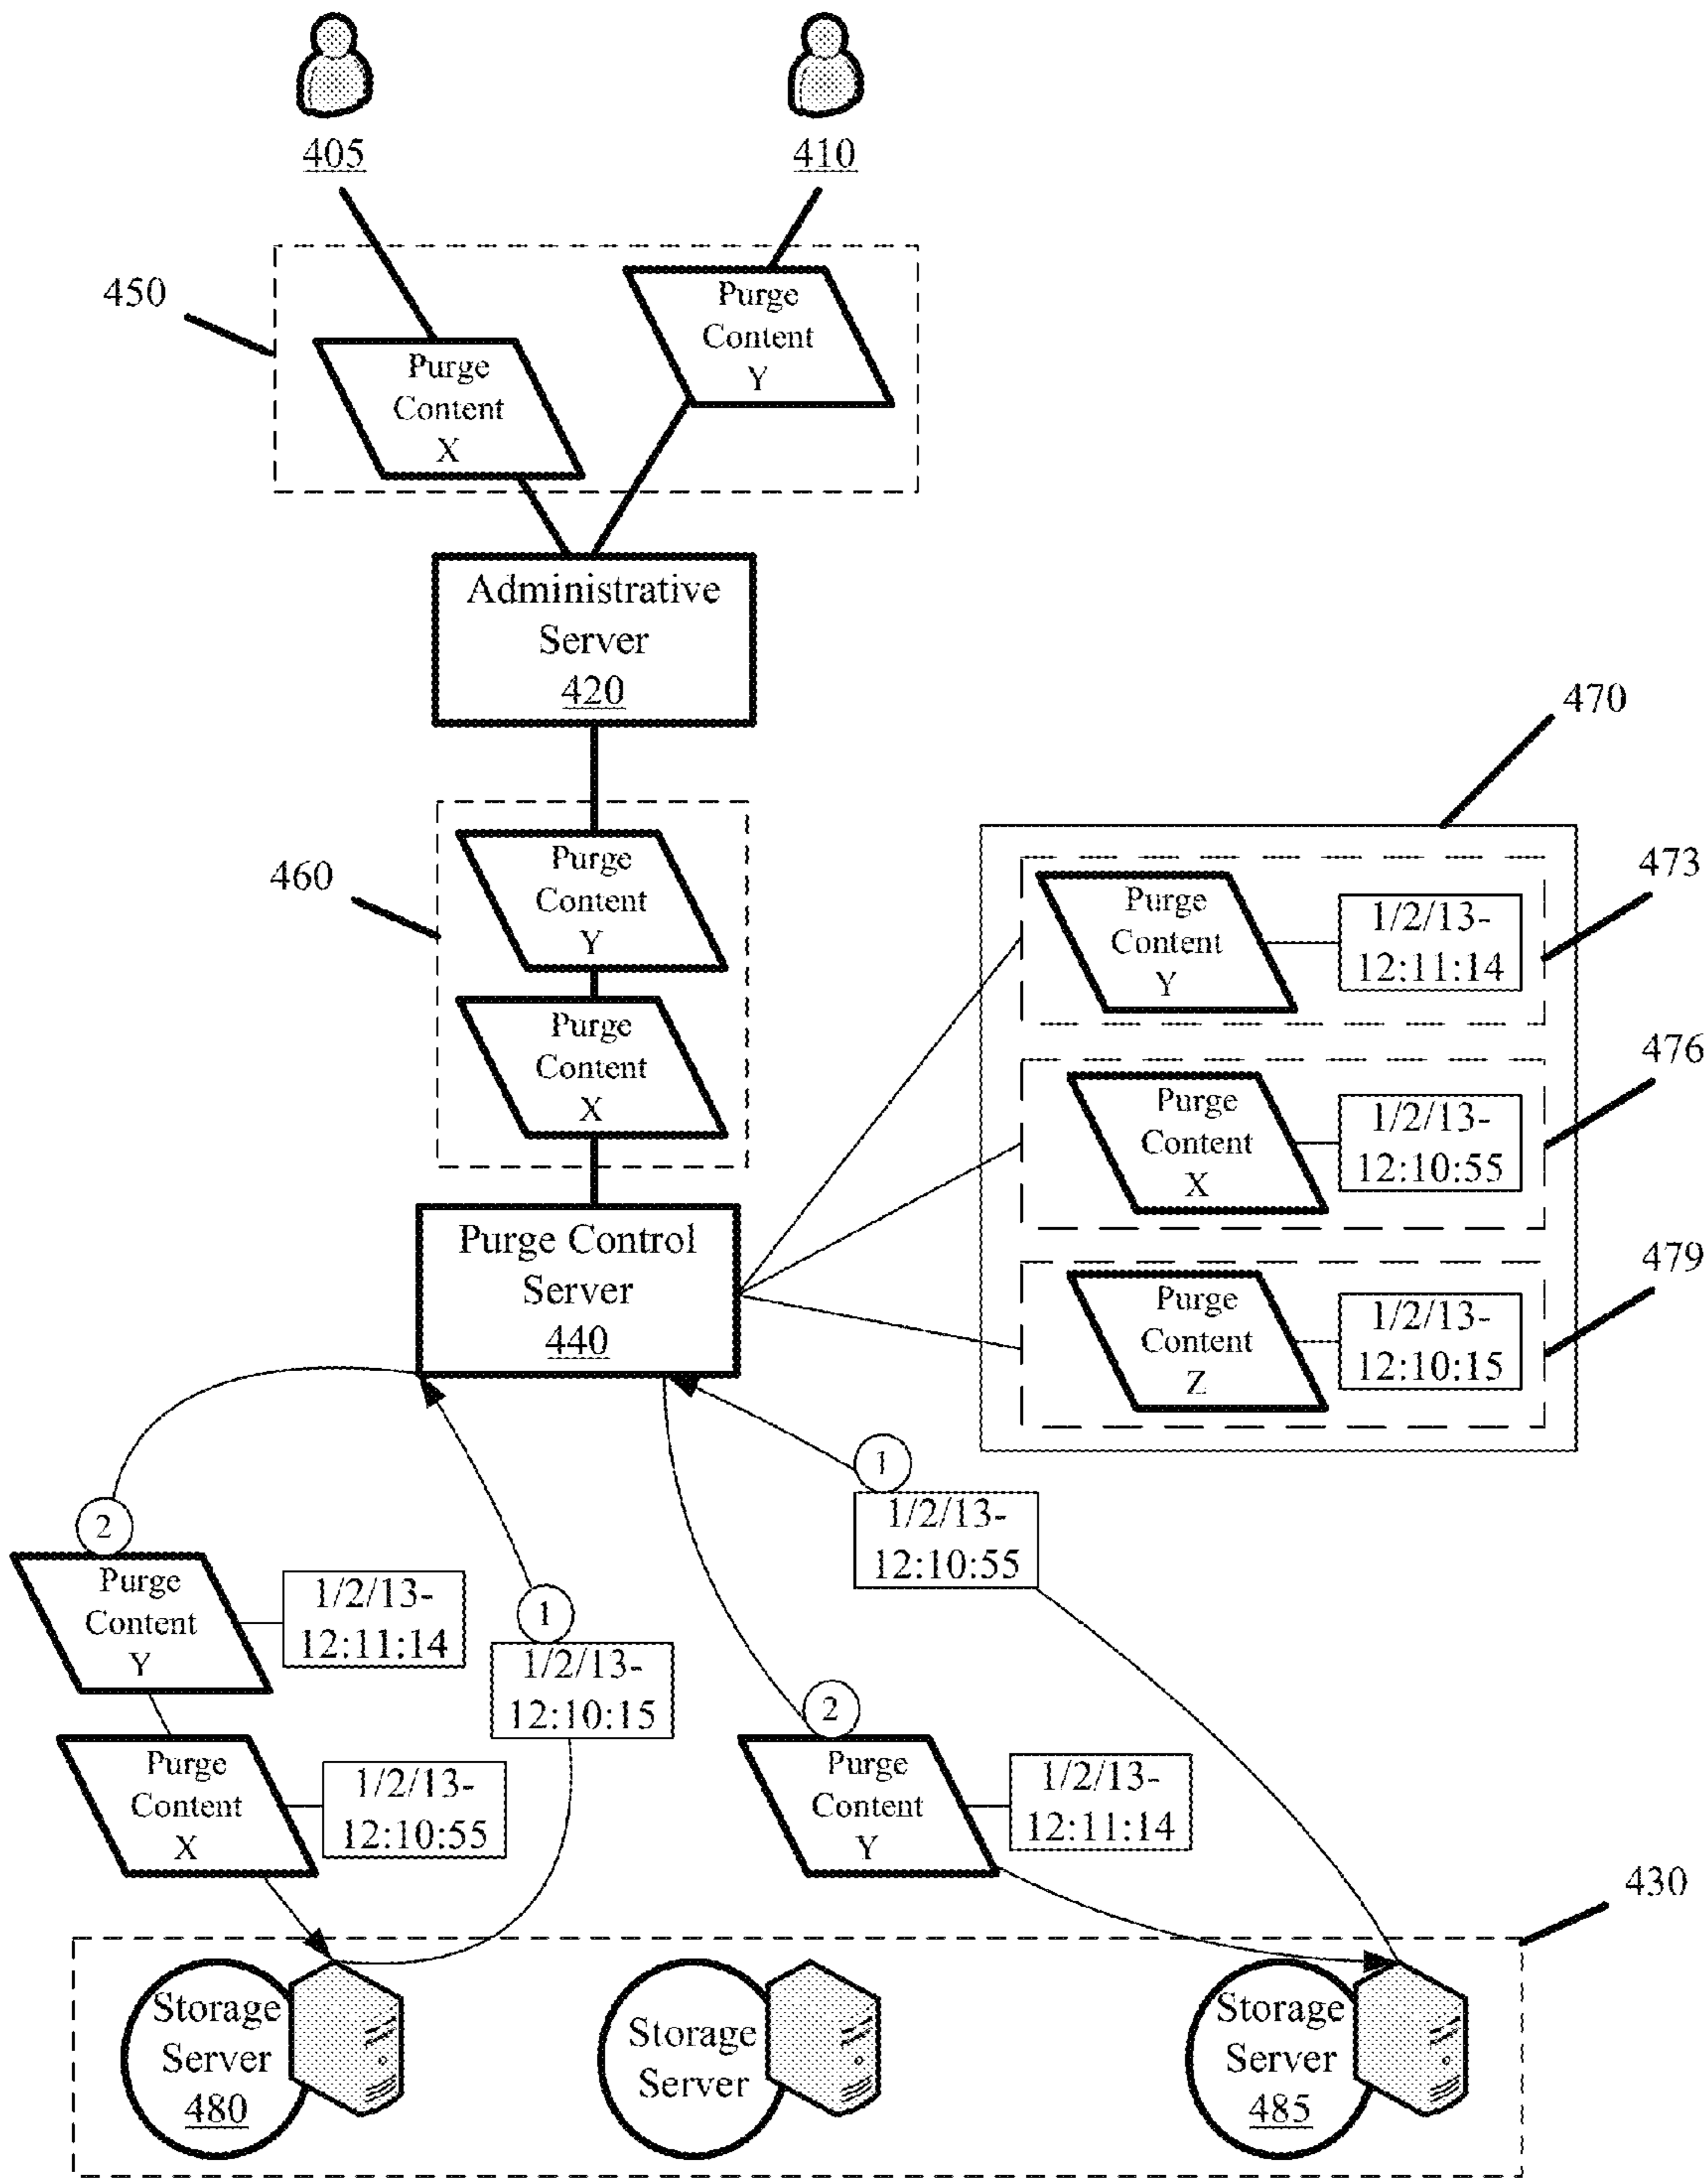 405
410
450
Purge
Content
Y
Purge
Content
X
Administrative
Server
420
470
460
Purge
Content
Y
Purge
Content
X
473
Purge
Content
Y
1/2/13-
12:11:14
476
Purge
Content
X
1/2/13-
12:10:55
479
Purge
Content
Z
1/2/13-
12:10:15
Purge Control
Server
440
1
1/2/13-
12:10:55
2
Purge
Content
Y
1/2/13-
12:11:14
1
1/2/13-
12:10:15
Purge
Content
X
1/2/13-
12:10:55
2
Purge
Content
Y
1/2/13-
12:11:14
430
Storage
Server
480
Storage
Server
Storage
Server
485